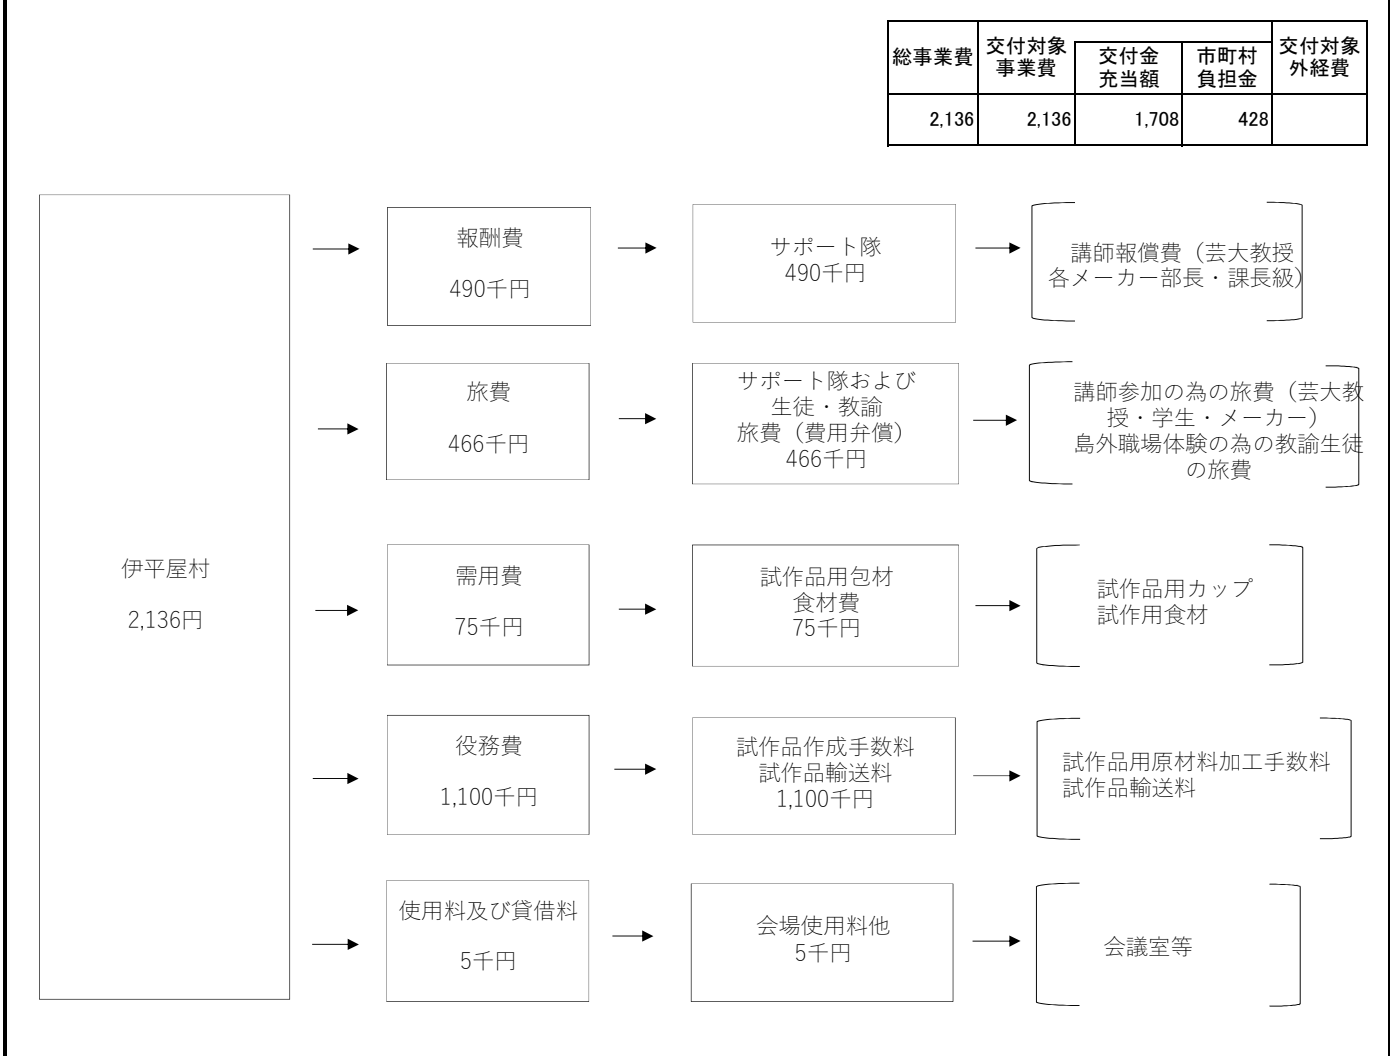 総事業費
交付対象
事業費
交付金
充当額
市町村
負担金
交付対象
外経費
2,136
2,136
1,708
428
伊平屋村
2,136円
報酬費
490千円
サポート隊
490千円
講師報償費（芸大教授
各メーカー部長・課長級）
旅費
466千円
サポート隊および
生徒・教諭
旅費（費用弁償）
466千円
講師参加の為の旅費（芸大教
授・学生・メーカー）
島外職場体験の為の教諭生徒
の旅費
需用費
75千円
試作品用包材
食材費
75千円
試作品用カップ
試作用食材
役務費
1,100千円
試作品作成手数料
試作品輸送料
1,100千円
試作品用原材料加工手数料
試作品輸送料
使用料及び貸借料
5千円
会場使用料他
5千円
会議室等